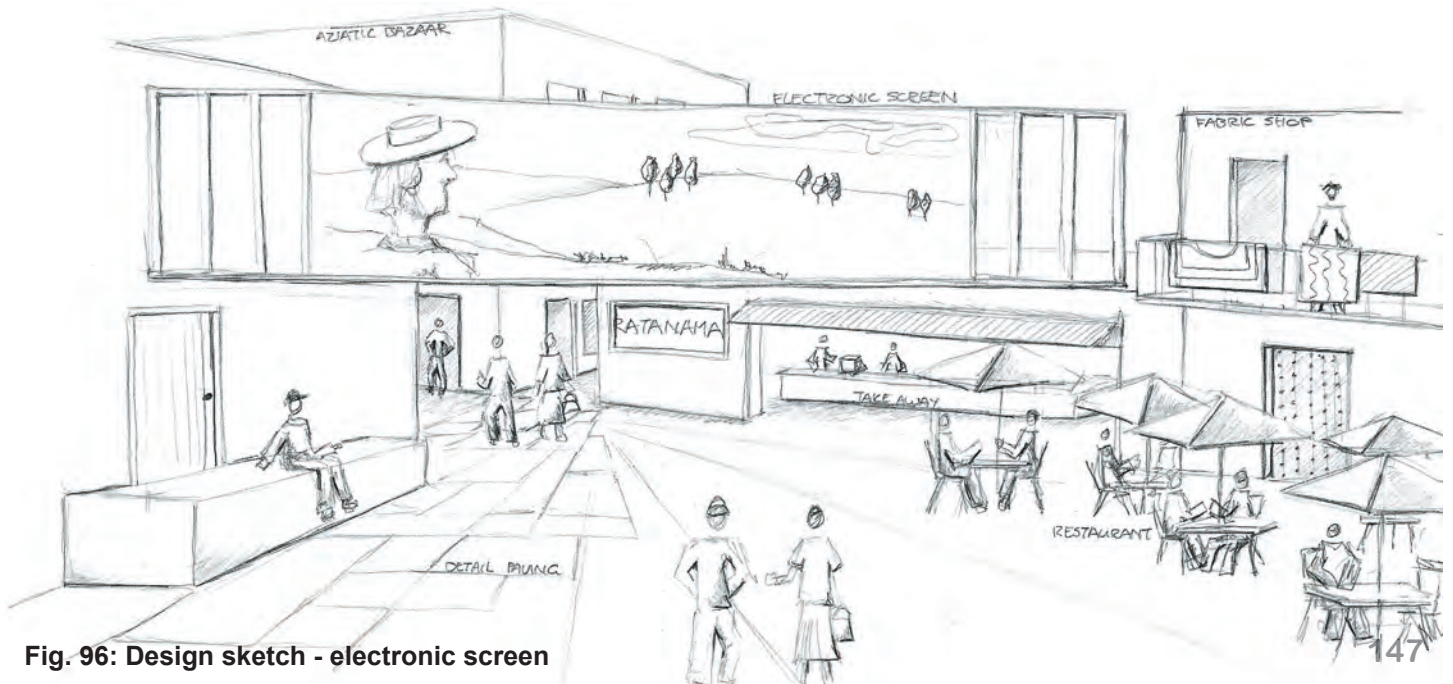 AZIATIC BAZAAR
ELECTRONIC SCREEN
FABRIC SHOP
RATANAMA
TAKE AWAY
RESTAURANT
DETAIL PAVING
Fig. 96: Design sketch - electronic screen
147